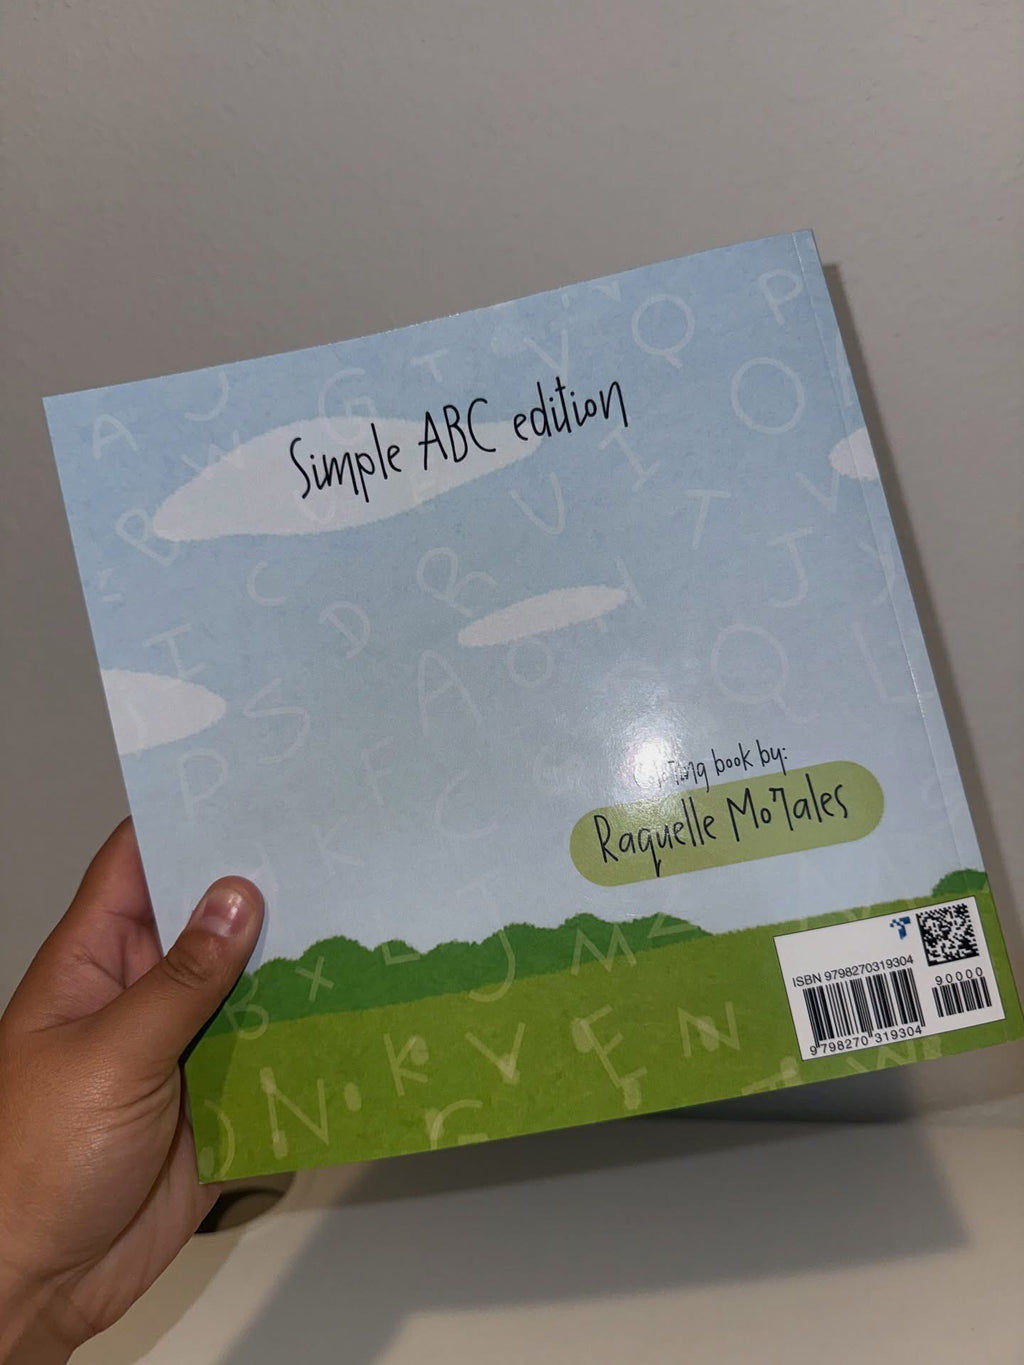 Simple ABC edition
book by:
Raquelle Morales
ISBN 9798270319304
90000
9 798270 319304
A J G T V Q P
B W E U I O
C D R U T V
I D A O J Y
R S F C Q L
K
B X L J M Z
N K V F N
G